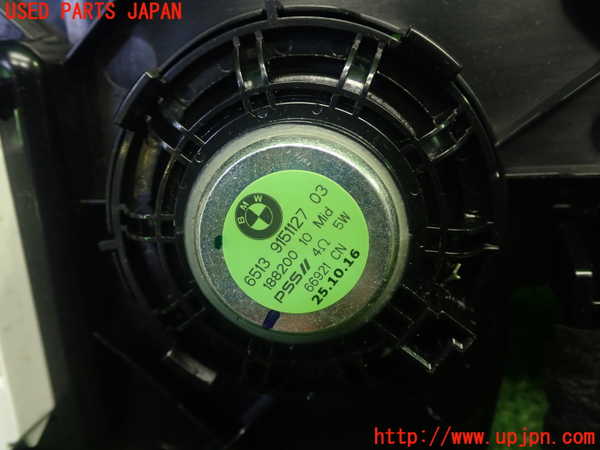 USED PARTS JAPAN
BMW
6513 9151127 03
188200 10 Mid
PSS// 4Ω 5W
66921 CN
25.10.16
http://www.upjpn.com/